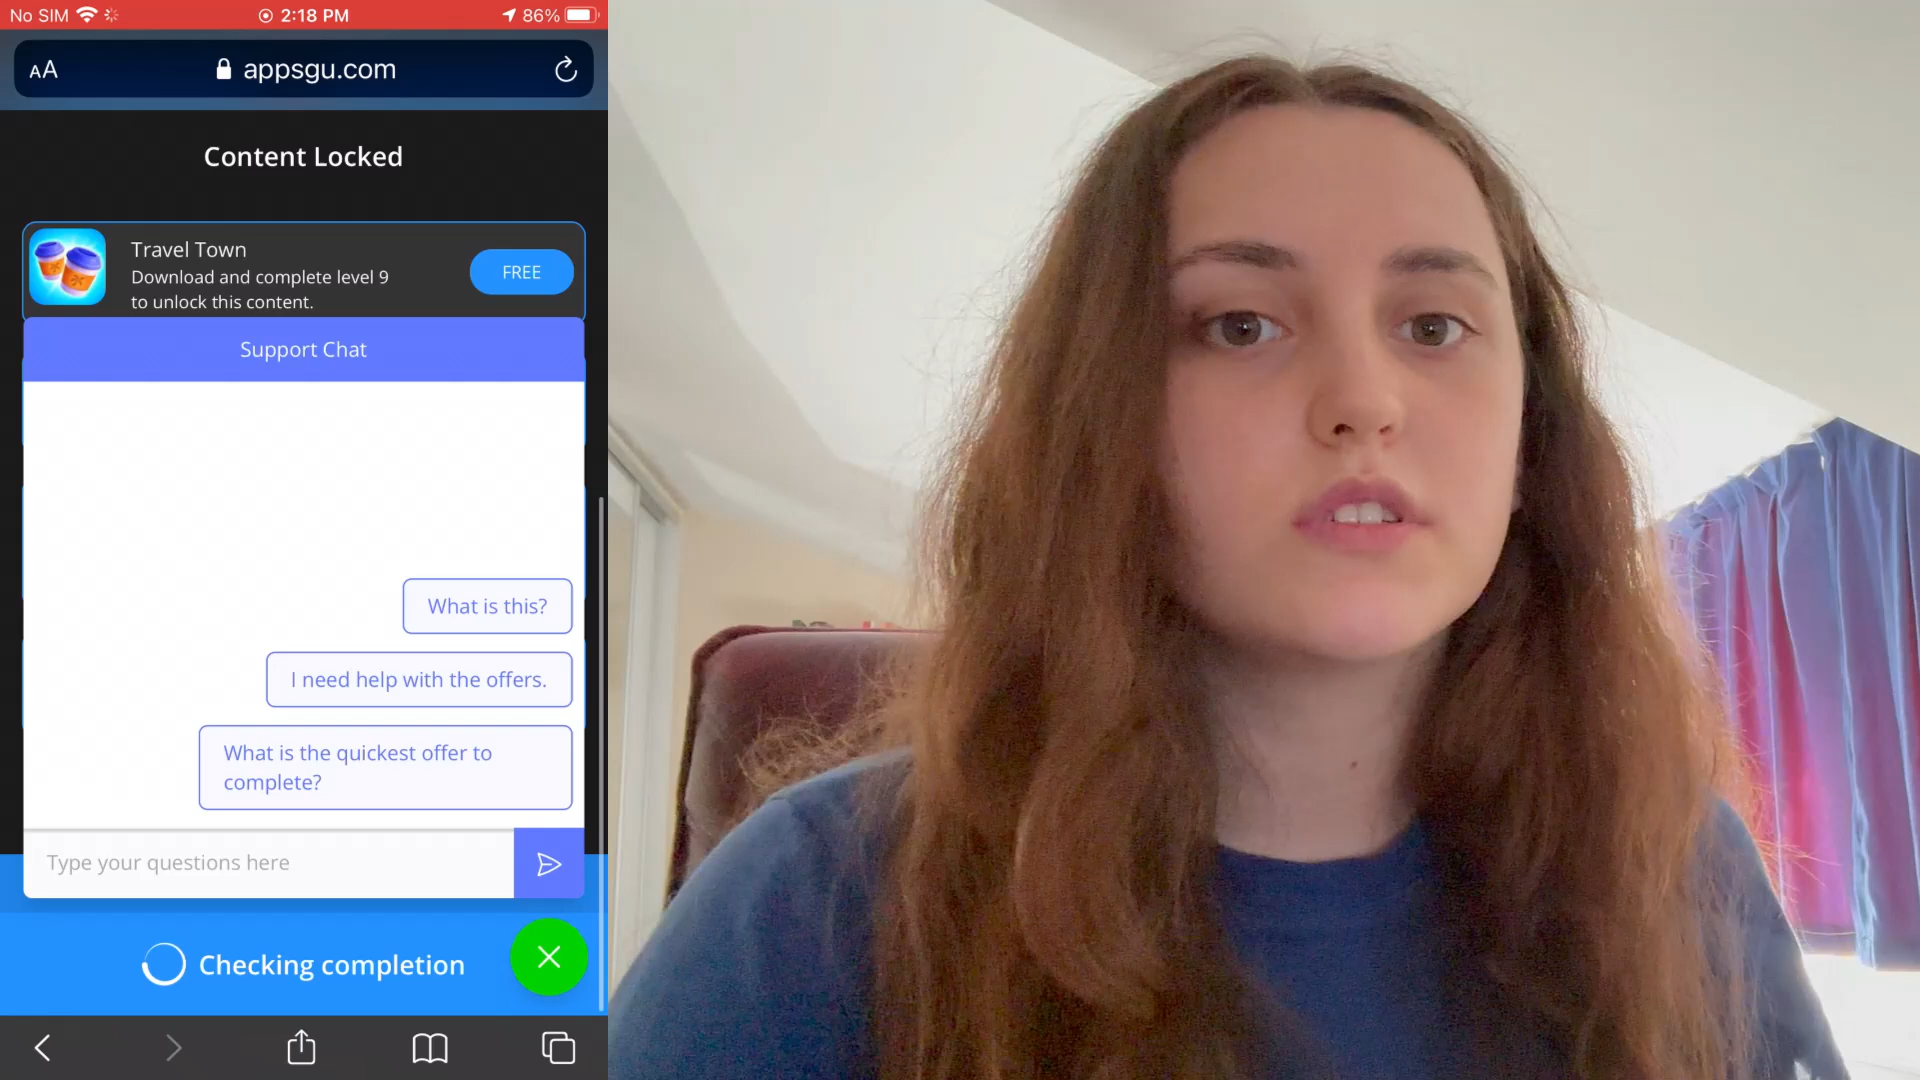 No SIM 2:18 PM 86%
AA appsgu.com
Content Locked
Travel Town
Download and complete level 9
to unlock this content.
FREE
Support Chat
What is this?
I need help with the offers.
What is the quickest offer to
complete?
Type your questions here
Checking completion